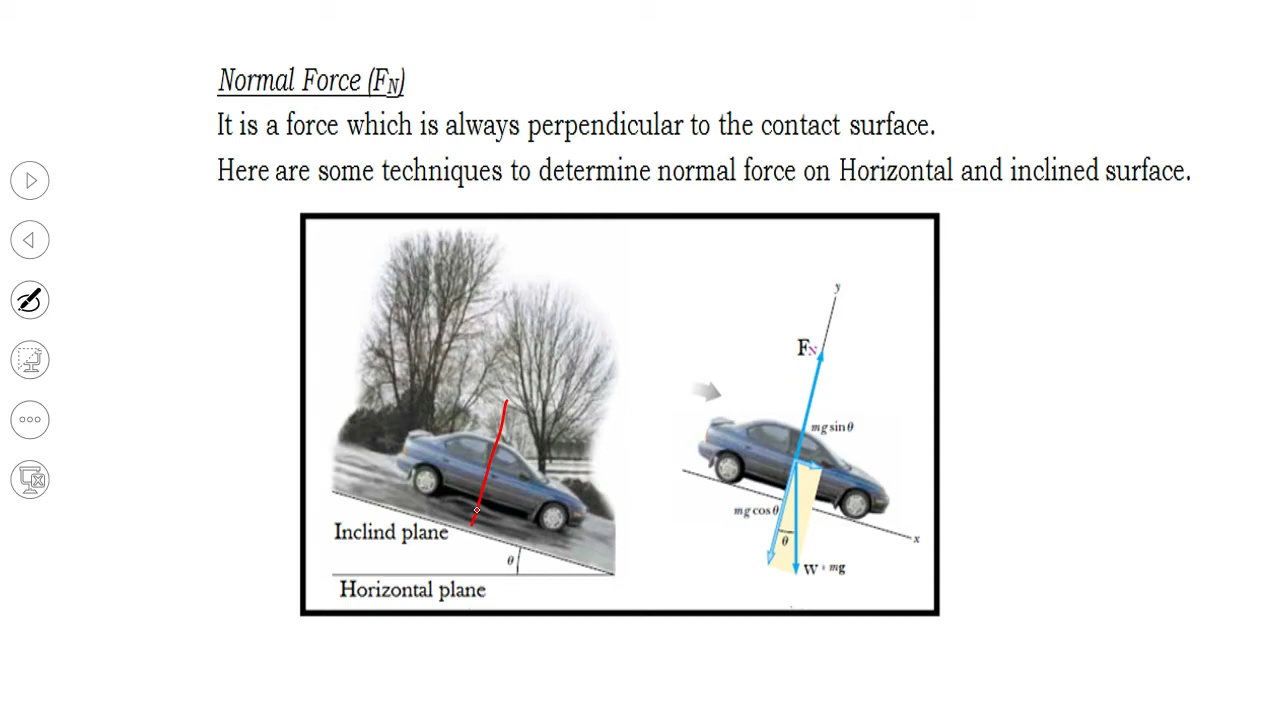 Normal Force (FN)
It is a force which is always perpendicular to the contact surface.
Here are some techniques to determine normal force on Horizontal and inclined surface.
Inclind plane
θ
Horizontal plane
y
FN
mg sin θ
mg cos θ
θ
x
W = mg